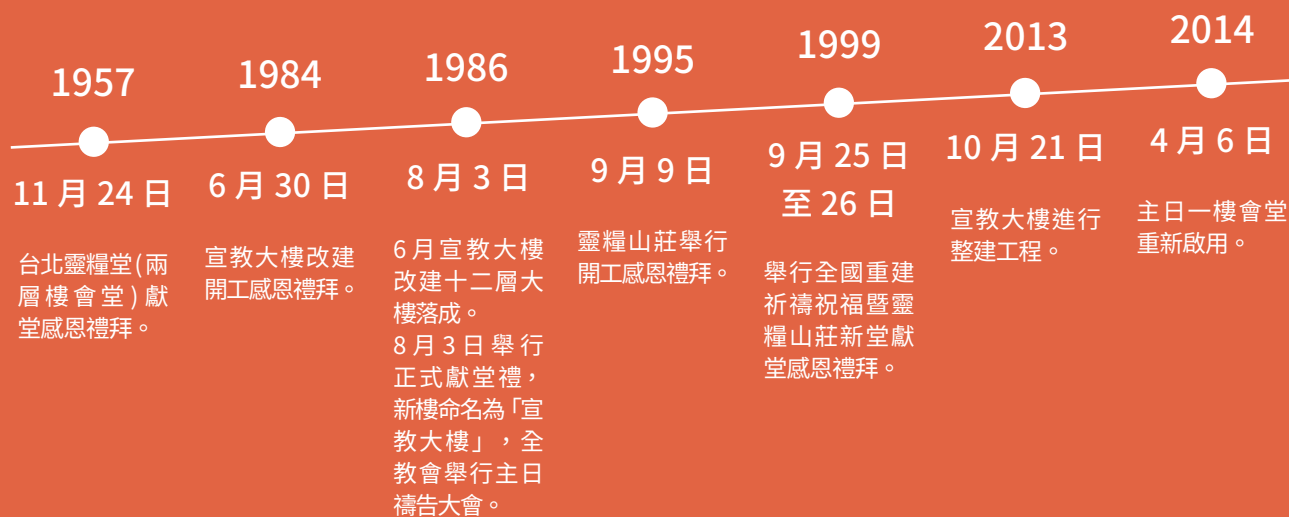 1957
11 月 24 日
台北靈糧堂(兩
層樓會堂)獻
堂感恩禮拜。
1984
6 月 30 日
宣教大樓改建
開工感恩禮拜。
1986
8 月 3 日
6月宣教大樓
改建十二層大
樓落成。
8月3日舉行
正式獻堂禮，
新樓命名為「宣
教大樓」，全
教會舉行主日
禱告大會。
1995
9 月 9 日
靈糧山莊舉行
開工感恩禮拜。
1999
9 月 25 日
至 26 日
舉行全國重建
祈禱祝福暨靈
糧山莊新堂獻
堂感恩禮拜。
2013
10 月 21 日
宣教大樓進行
整建工程。
2014
4 月 6 日
主日一樓會堂
重新啟用。